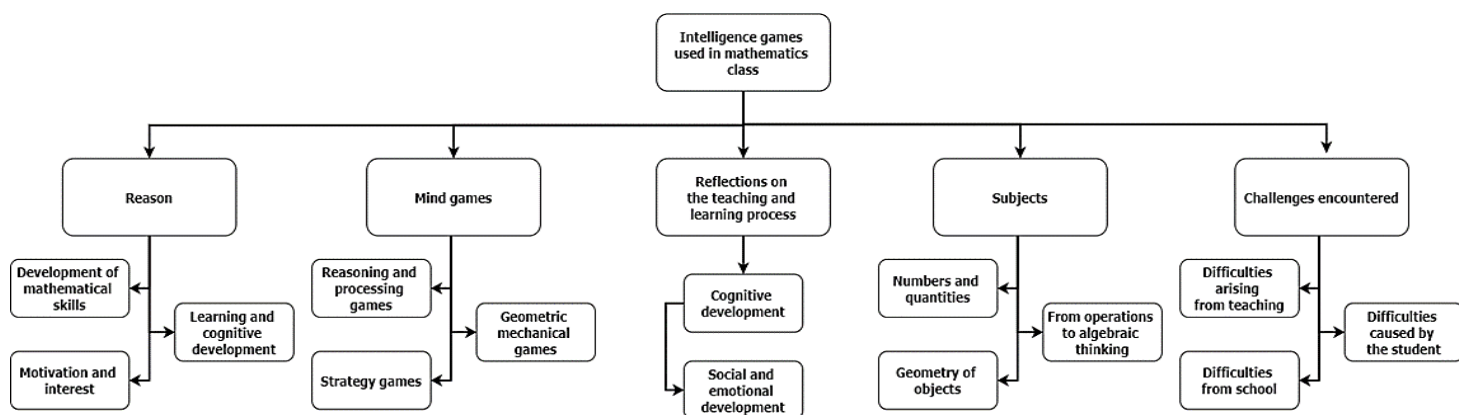 Intelligence games
used in mathematics
class
Reason
Mind games
Reflections on
the teaching and
learning process
Subjects
Challenges encountered
Development of
mathematical
skills
Learning and
cognitive
development
Motivation and
interest
Reasoning and
processing
games
Geometric
mechanical
games
Strategy games
Cognitive
development
Social and
emotional
development
Numbers and
quantities
From operations
to algebraic
thinking
Geometry of
objects
Difficulties
arising
from teaching
Difficulties
caused by
the student
Difficulties
from school